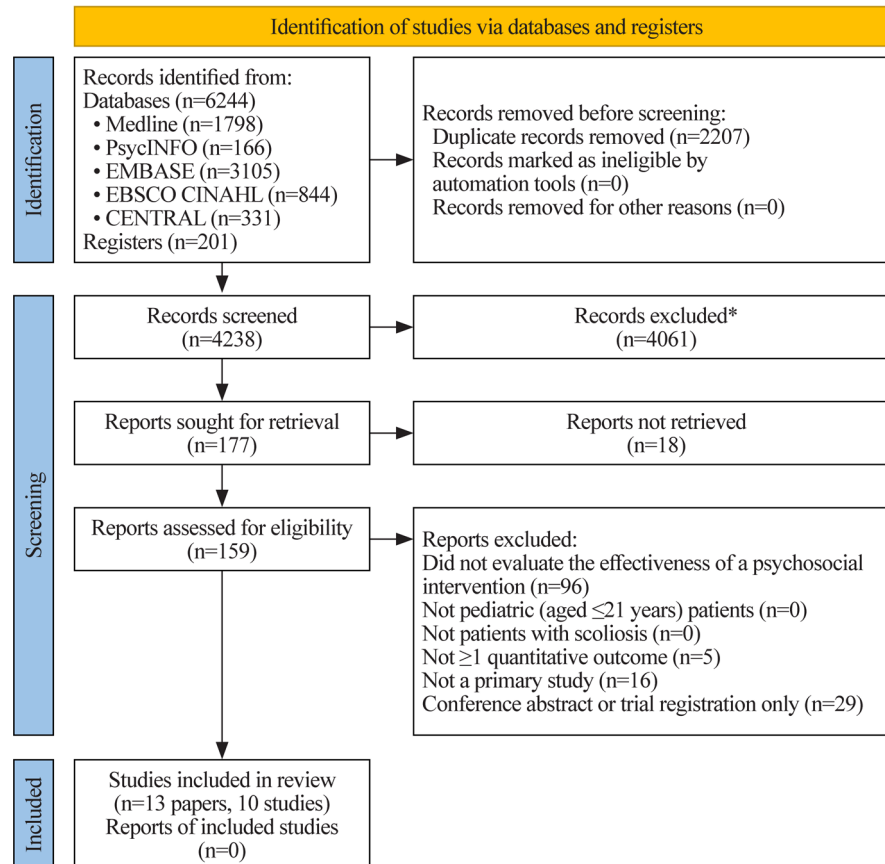 Identification of studies via databases and registers
Identification
Records identified from:
Databases (n=6244)
• Medline (n=1798)
• PsycINFO (n=166)
• EMBASE (n=3105)
• EBSCO CINAHL (n=844)
• CENTRAL (n=331)
Registers (n=201)
Records removed before screening:
Duplicate records removed (n=2207)
Records marked as ineligible by
automation tools (n=0)
Records removed for other reasons (n=0)
Screening
Records screened
(n=4238)
Records excluded*
(n=4061)
Reports sought for retrieval
(n=177)
Reports not retrieved
(n=18)
Reports assessed for eligibility
(n=159)
Reports excluded:
Did not evaluate the effectiveness of a psychosocial
intervention (n=96)
Not pediatric (aged ≤21 years) patients (n=0)
Not patients with scoliosis (n=0)
Not ≥1 quantitative outcome (n=5)
Not a primary study (n=16)
Conference abstract or trial registration only (n=29)
Included
Studies included in review
(n=13 papers, 10 studies)
Reports of included studies
(n=0)